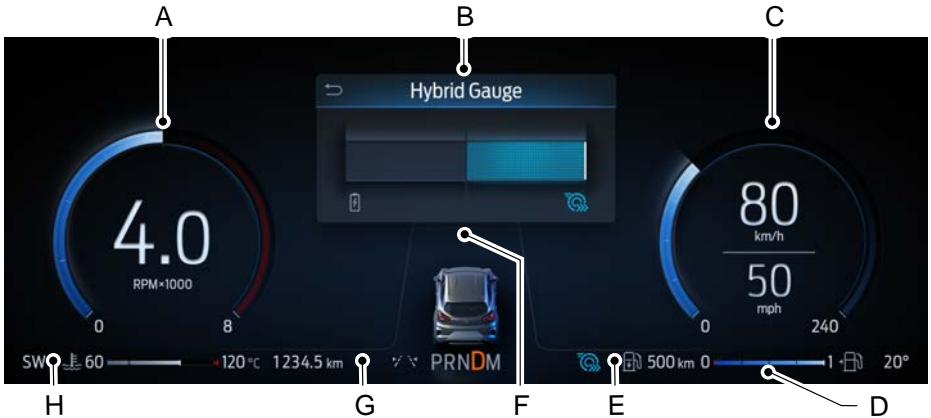 A B C
Hybrid Gauge
4.0
RPM×1000
0 8
80
km/h
50
mph
0 240
SW 60 120 °C 1234.5 km PRNDM 500 km 0 1 20°
H G F E D